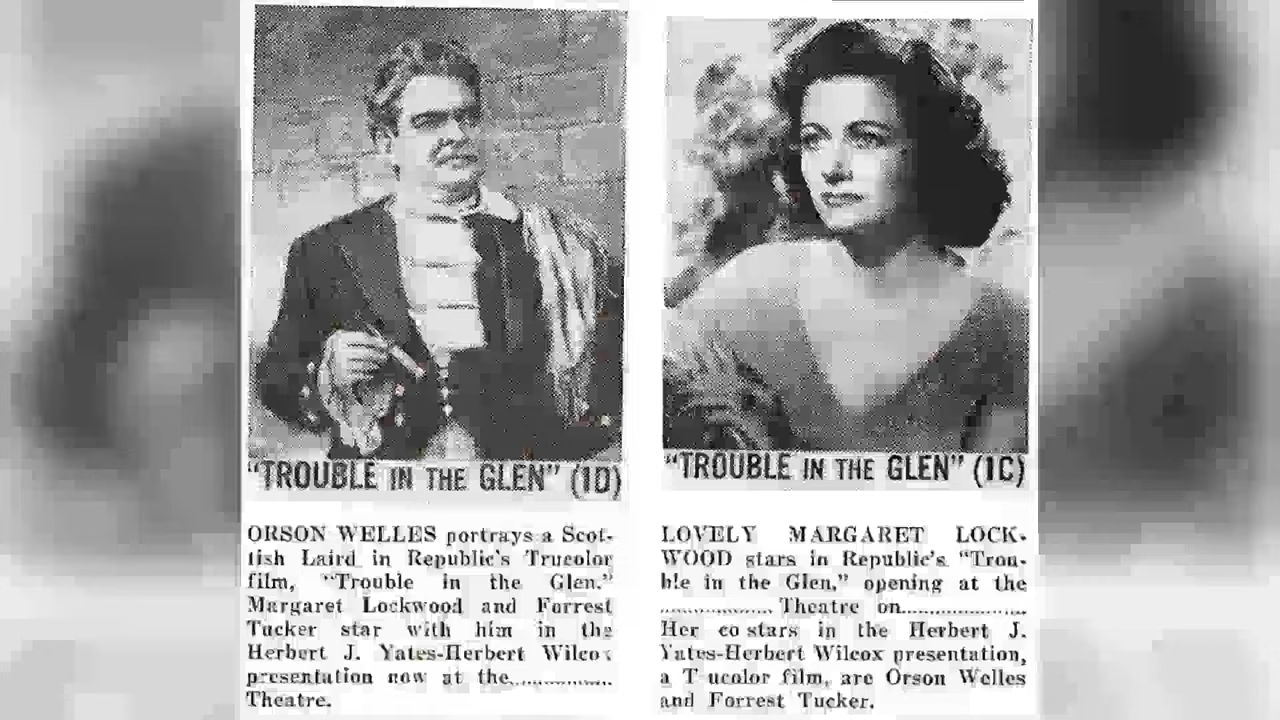 "TROUBLE IN THE GLEN" (1D)
ORSON WELLES portrays a Scot-
tish Laird in Republic's Trucolor
film, "Trouble in the Glen."
Margaret Lockwood and Forrest
Tucker star with him in the
Herbert J. Yates-Herbert Wilcox
presentation now at the..................
Theatre.
"TROUBLE IN THE GLEN" (1C)
LOVELY MARGARET LOCK-
WOOD stars in Republic's "Trou-
ble in the Glen," opening at the
.................... Theatre on......................
Her co stars in the Herbert J.
Yates-Herbert Wilcox presentation,
a T ucolor film, are Orson Welles
and Forrest Tucker.